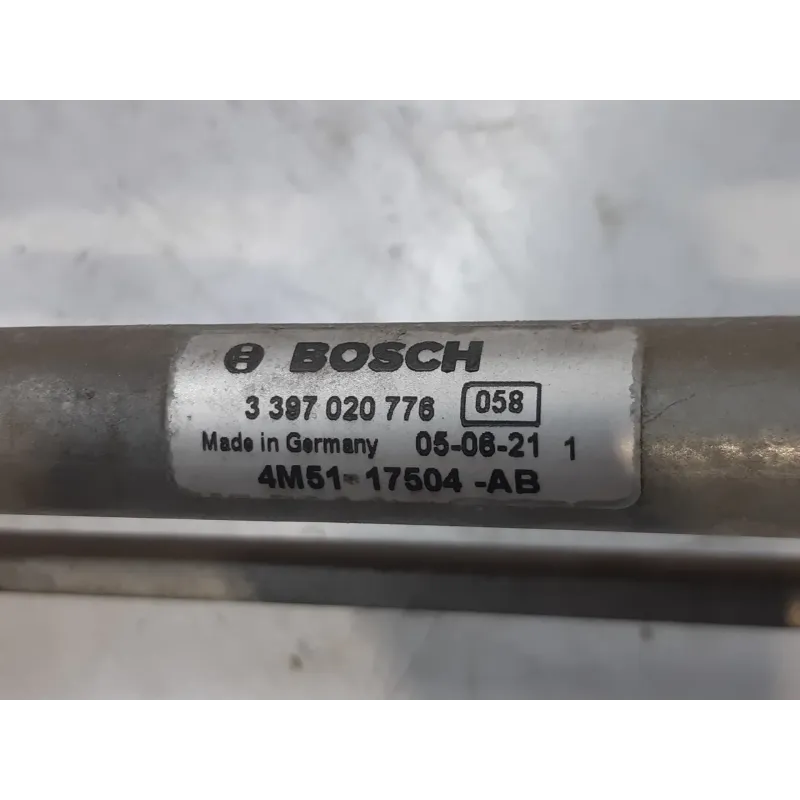 BOSCH
3 397 020 776 058
Made in Germany 05-06-21 1
4M51-17504-AB